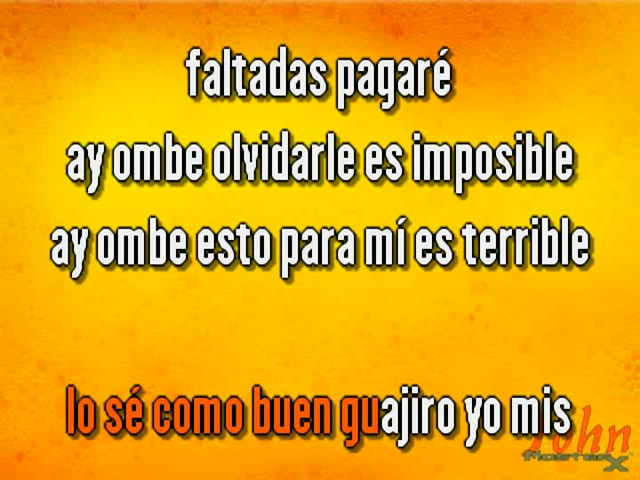 faltadas pagaré
ay ombe olvidarle es imposible
ay ombe esto para mí es terrible
lo sé como buen guajiro yo mis
John